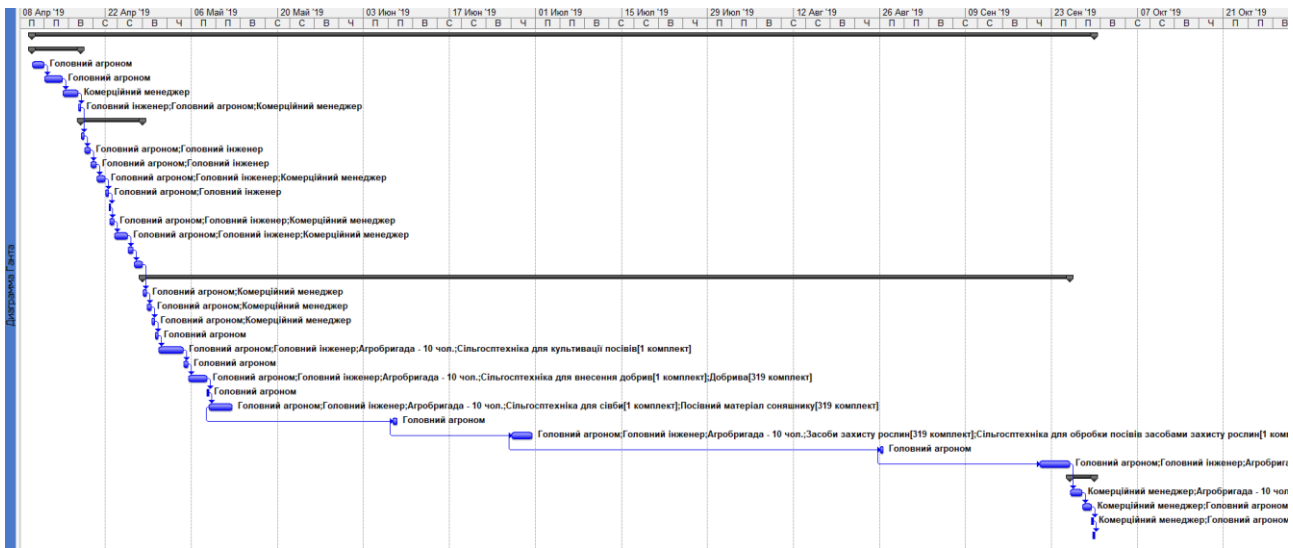 08 Апр '19 22 Апр '19 06 Май '19 20 Май '19 03 Июн '19 17 Июн '19 01 Июл '19 15 Июл '19 29 Июл '19 12 Авг '19 26 Авг '19 09 Сен '19 23 Сен '19 07 Окт '19 21 Окт '19
П П В С С В Ч П П В С С В Ч П П В С С В Ч П П В С С В Ч П П В С С В Ч П П В С С В Ч П П В С С В Ч П П В С С В Ч П П В
Головний агроном
Головний агроном
Комерційний менеджер
Головний інженер;Головний агроном;Комерційний менеджер
Головний агроном;Головний інженер
Головний агроном;Головний інженер
Головний агроном;Головний інженер;Комерційний менеджер
Головний агроном;Головний інженер
Головний агроном;Головний інженер;Комерційний менеджер
Головний агроном;Головний інженер;Комерційний менеджер
Диаграмма Ганта
Головний агроном;Комерційний менеджер
Головний агроном;Комерційний менеджер
Головний агроном;Комерційний менеджер
Головний агроном
Головний агроном;Головний інженер;Агробригада - 10 чол.;Сільгосптехніка для культивації посівів[1 комплект]
Головний агроном
Головний агроном;Головний інженер;Агробригада - 10 чол.;Сільгосптехніка для внесення добрив[1 комплект];Добрива[319 комплект]
Головний агроном
Головний агроном;Головний інженер;Агробригада - 10 чол.;Сільгосптехніка для сівби[1 комплект];Посівний матеріал соняшнику[319 комплект]
Головний агроном
Головний агроном;Головний інженер;Агробригада - 10 чол.;Засоби захисту рослин[319 комплект];Сільгосптехніка для обробки посівів засобами захисту рослин[1 ком
Головний агроном
Головний агроном;Головний інженер;Агробрига
Комерційний менеджер;Агробригада - 10 чол
Комерційний менеджер;Головний агроном
Комерційний менеджер;Головний агроном